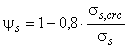 ψₛ = 1 − 0,8 · σₛ,crc / σₛ